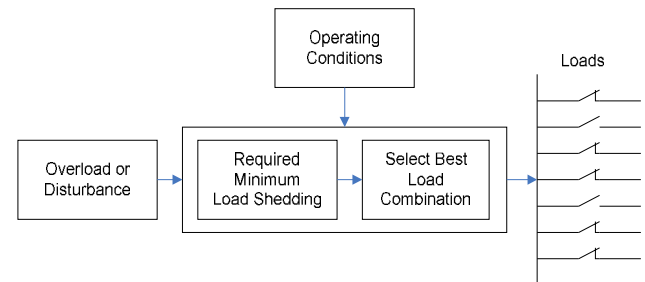 Operating
Conditions
Loads
Overload or
Disturbance
Required
Minimum
Load Shedding
Select Best
Load
Combination